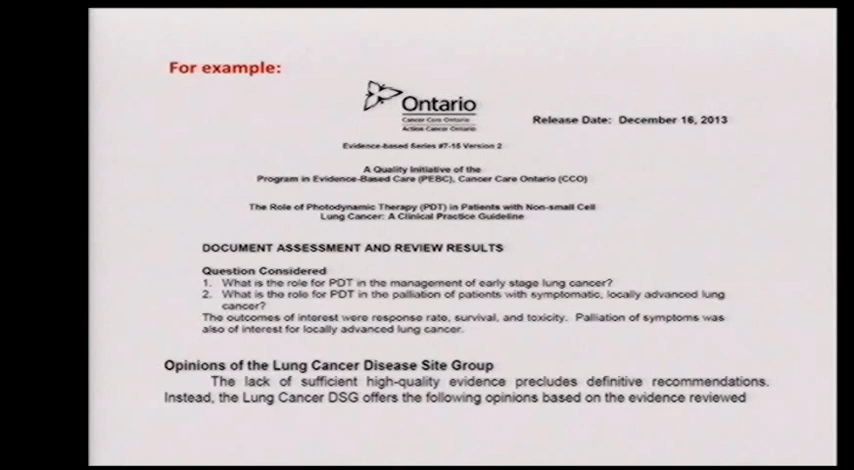 For example:
Ontario
Cancer Care Ontario
Action Cancer Ontario
Release Date: December 16, 2013
Evidence-based Series #7-15 Version 2
A Quality Initiative of the
Program in Evidence-Based Care (PEBC), Cancer Care Ontario (CCO)
The Role of Photodynamic Therapy (PDT) in Patients with Non-small Cell
Lung Cancer: A Clinical Practice Guideline
DOCUMENT ASSESSMENT AND REVIEW RESULTS
Question Considered
1. What is the role for PDT in the management of early stage lung cancer?
2. What is the role for PDT in the palliation of patients with symptomatic, locally advanced lung
cancer?
The outcomes of interest were response rate, survival, and toxicity. Palliation of symptoms was
also of interest for locally advanced lung cancer.
Opinions of the Lung Cancer Disease Site Group
The lack of sufficient high-quality evidence precludes definitive recommendations.
Instead, the Lung Cancer DSG offers the following opinions based on the evidence reviewed